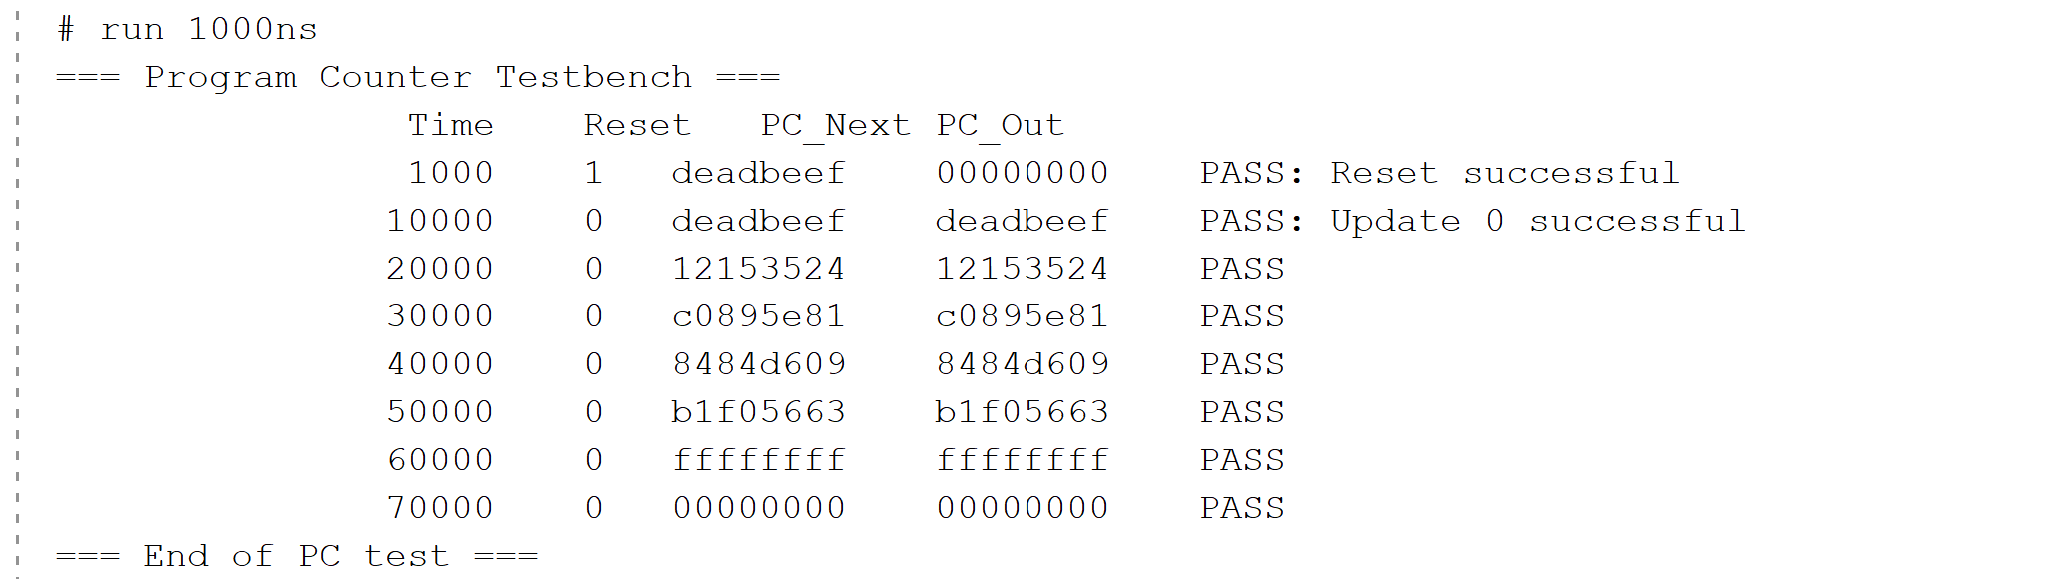 # run 1000ns
=== Program Counter Testbench ===
Time Reset PC_Next PC_Out
1000 1 deadbeef 00000000 PASS: Reset successful
10000 0 deadbeef deadbeef PASS: Update 0 successful
20000 0 12153524 12153524 PASS
30000 0 c0895e81 c0895e81 PASS
40000 0 8484d609 8484d609 PASS
50000 0 b1f05663 b1f05663 PASS
60000 0 ffffffff ffffffff PASS
70000 0 00000000 00000000 PASS
=== End of PC test ===